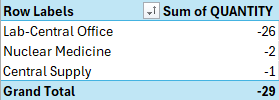 Row Labels Sum of QUANTITY
Lab-Central Office -26
Nuclear Medicine -2
Central Supply -1
Grand Total -29